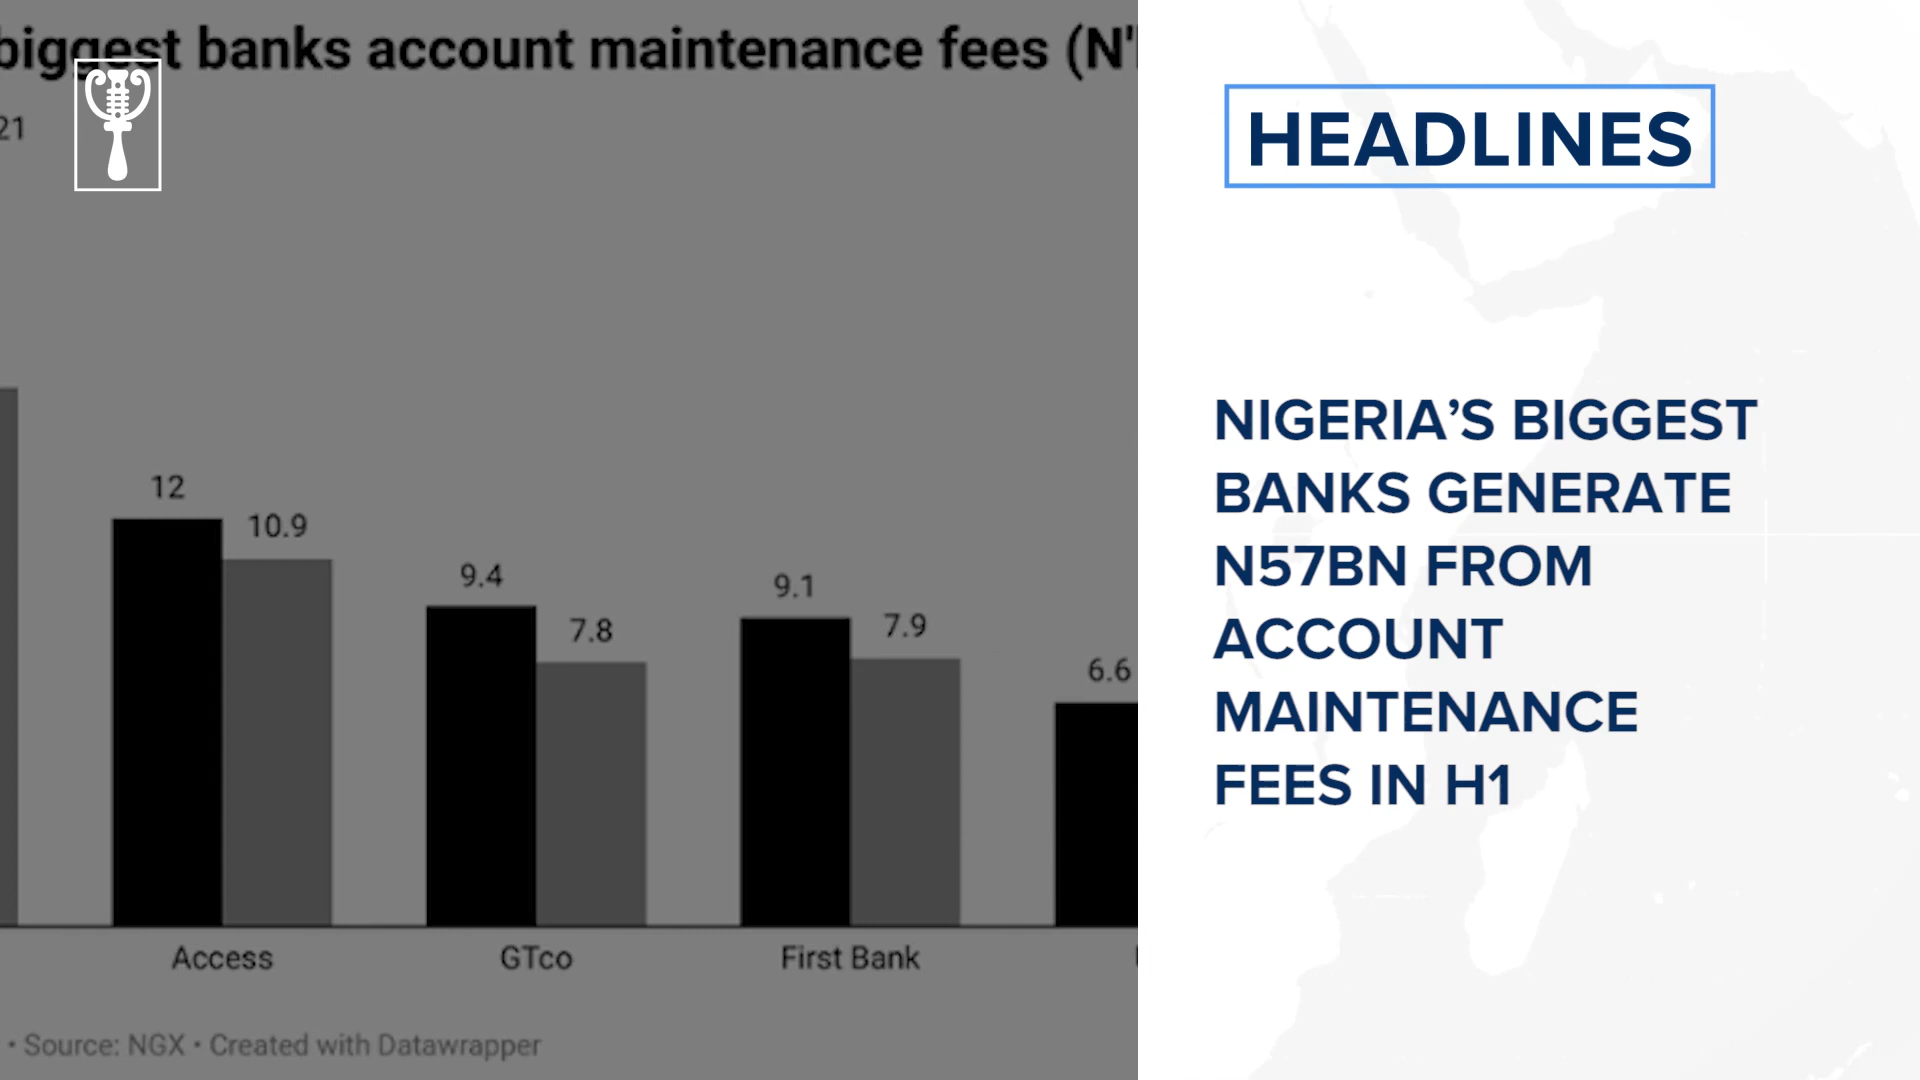 biggest banks account maintenance fees (N'
21
12
10.9
9.4
7.8
9.1
7.9
6.6
Access
GTco
First Bank
• Source: NGX • Created with Datawrapper
HEADLINES
NIGERIA’S BIGGEST
BANKS GENERATE
N57BN FROM
ACCOUNT
MAINTENANCE
FEES IN H1